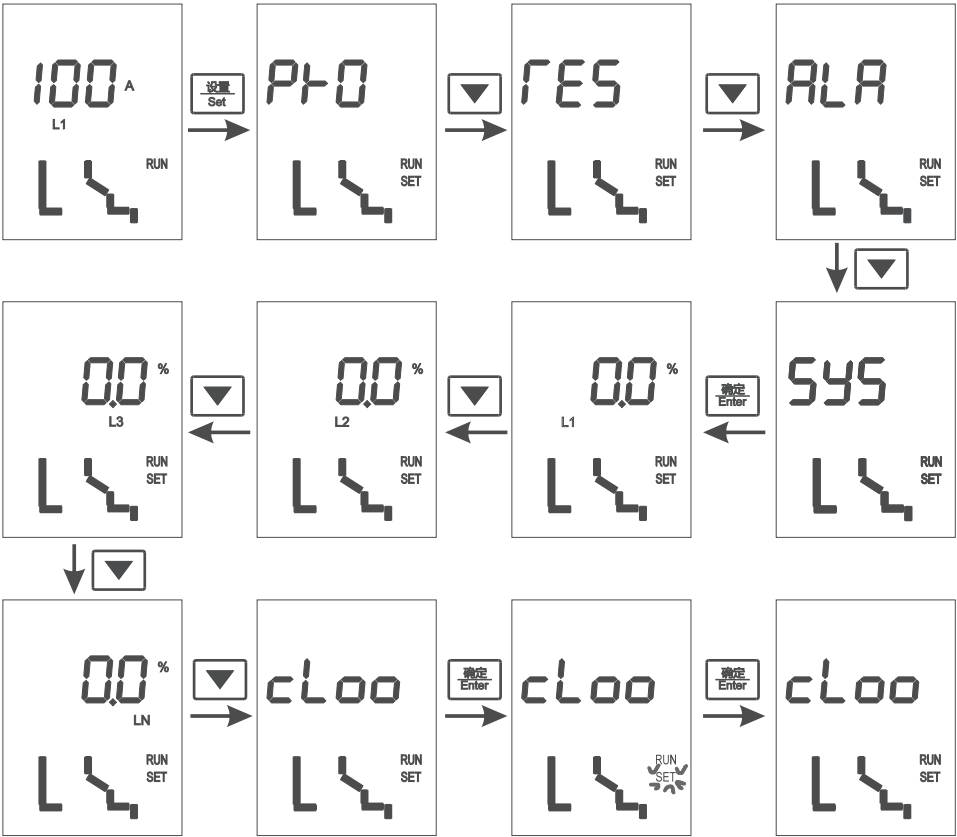 100 A
L1
RUN
设置
Set
PrO
RUN
SET
rES
RUN
SET
ALA
RUN
SET
SYS
RUN
SET
确定
Enter
0.0 %
L1
RUN
SET
0.0 %
L2
RUN
SET
0.0 %
L3
RUN
SET
0.0 %
LN
RUN
SET
cLoo
RUN
SET
确定
Enter
cLoo
RUN
SET
确定
Enter
cLoo
RUN
SET